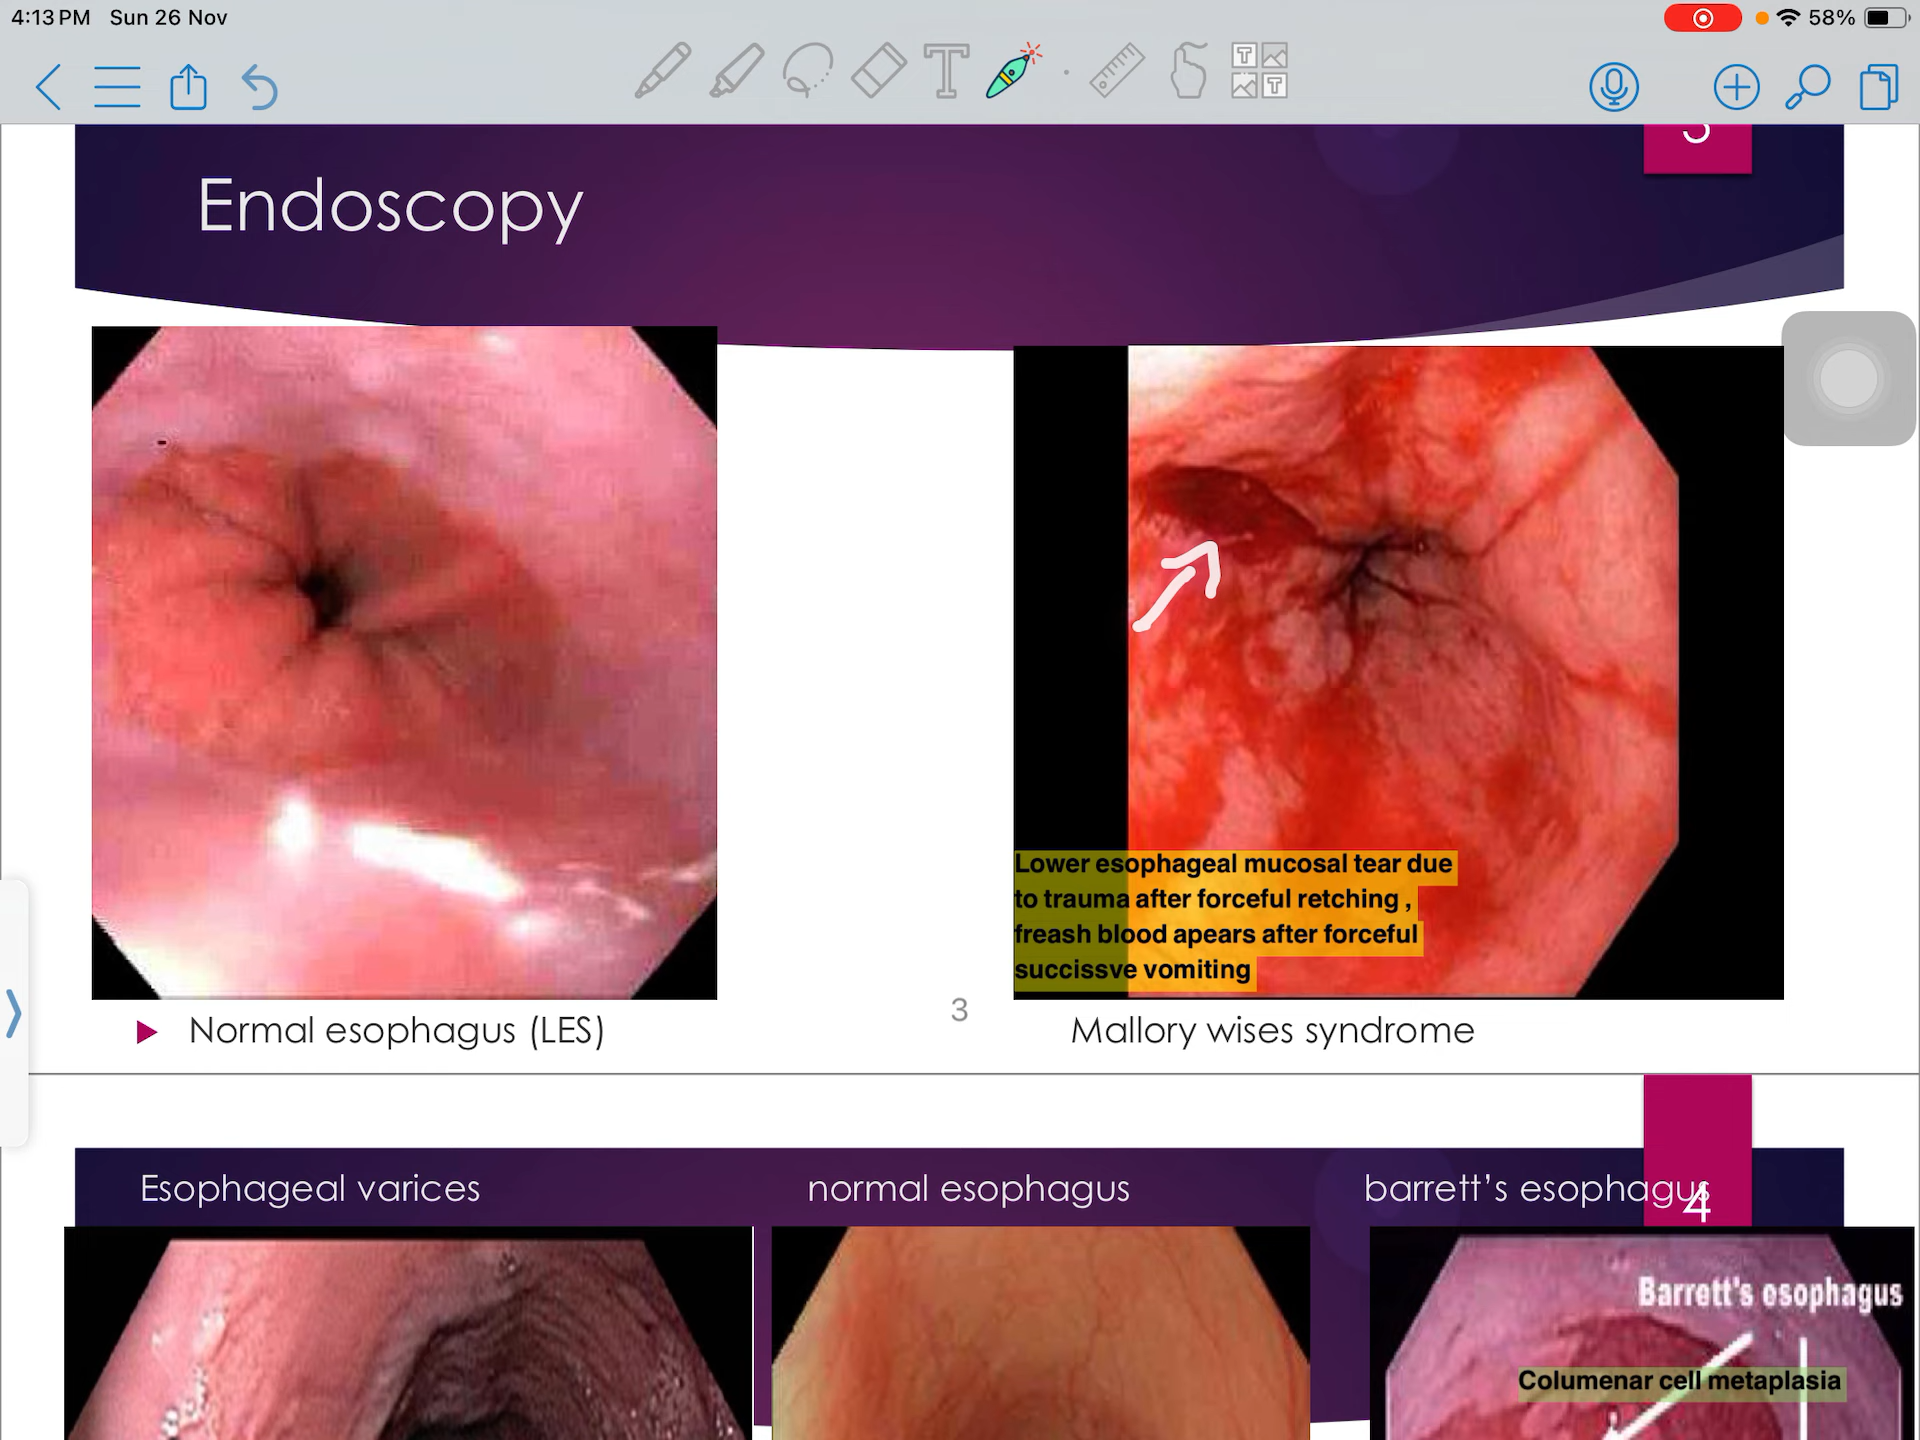 4:13 PM Sun 26 Nov
58%
Endoscopy
Lower esophageal mucosal tear due
to trauma after forceful retching ,
freash blood apears after forceful
succissve vomiting
Normal esophagus (LES)
3
Mallory wises syndrome
Esophageal varices
normal esophagus
barrett's esophagus
4
Barrett's esophagus
Columenar cell metaplasia